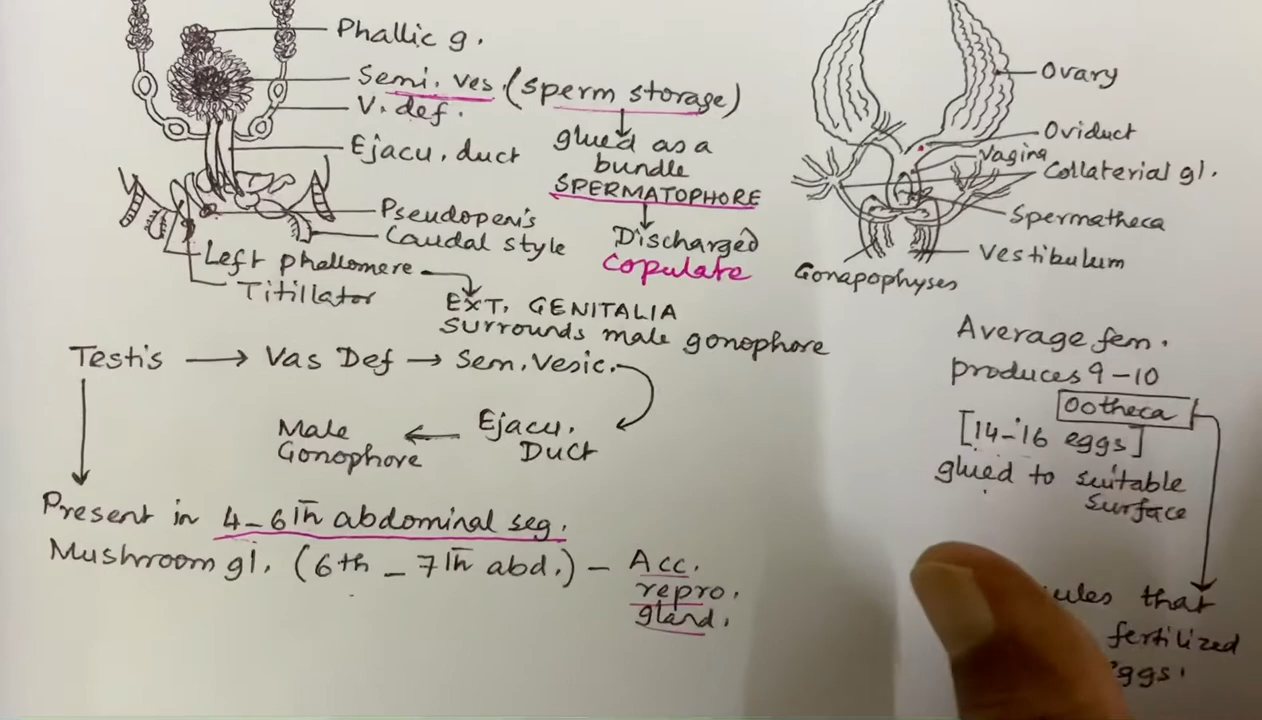 Phallic g.
Semi. ves. (sperm storage)
V. def.
Ejacu. duct
glued as a
bundle
SPERMATOPHORE
Discharged
Copulate
Pseudopenis
Caudal style
Left phallomere
Titillator
EXT. GENITALIA
surrounds male gonophore
Testis → Vas Def → Sem. Vesic.
Ejacu.
Duct
Male
Gonophore
Present in 4-6th abdominal seg.
Mushroom gl. (6th - 7th abd.) - Acc.
repro.
gland.
Ovary
Oviduct
Vagina
Collaterial gl.
Spermatheca
Vestibulum
Gonapophyses
Average fem.
produces 9-10
Ootheca
[14-16 eggs]
glued to suitable
surface
that
fertilized